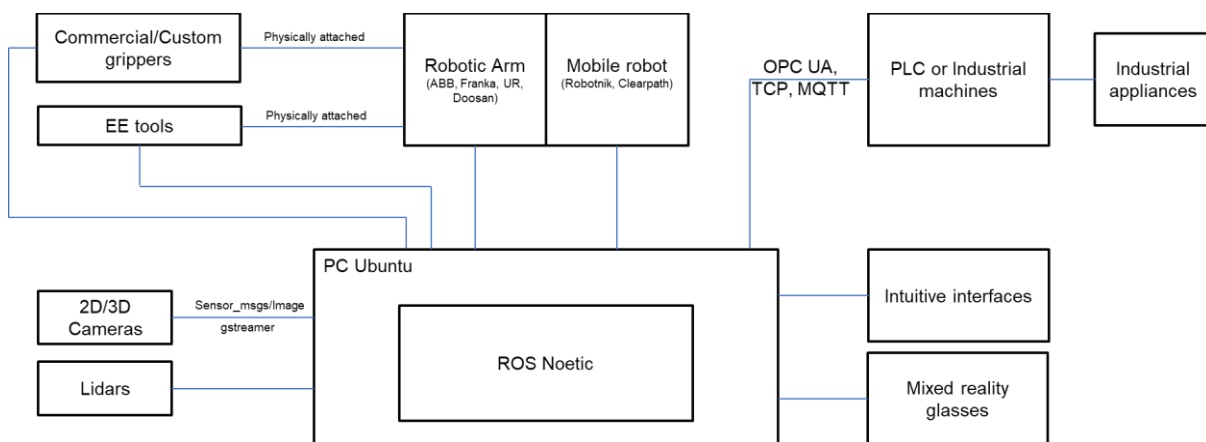 Commercial/Custom
grippers
Physically attached
Robotic Arm
(ABB, Franka, UR,
Doosan)
Mobile robot
(Robotnik, Clearpath)
OPC UA,
TCP, MQTT
PLC or Industrial
machines
Industrial
appliances
EE tools
Physically attached
PC Ubuntu
2D/3D
Cameras
Sensor_msgs/Image
gstreamer
Intuitive interfaces
Lidars
ROS Noetic
Mixed reality
glasses